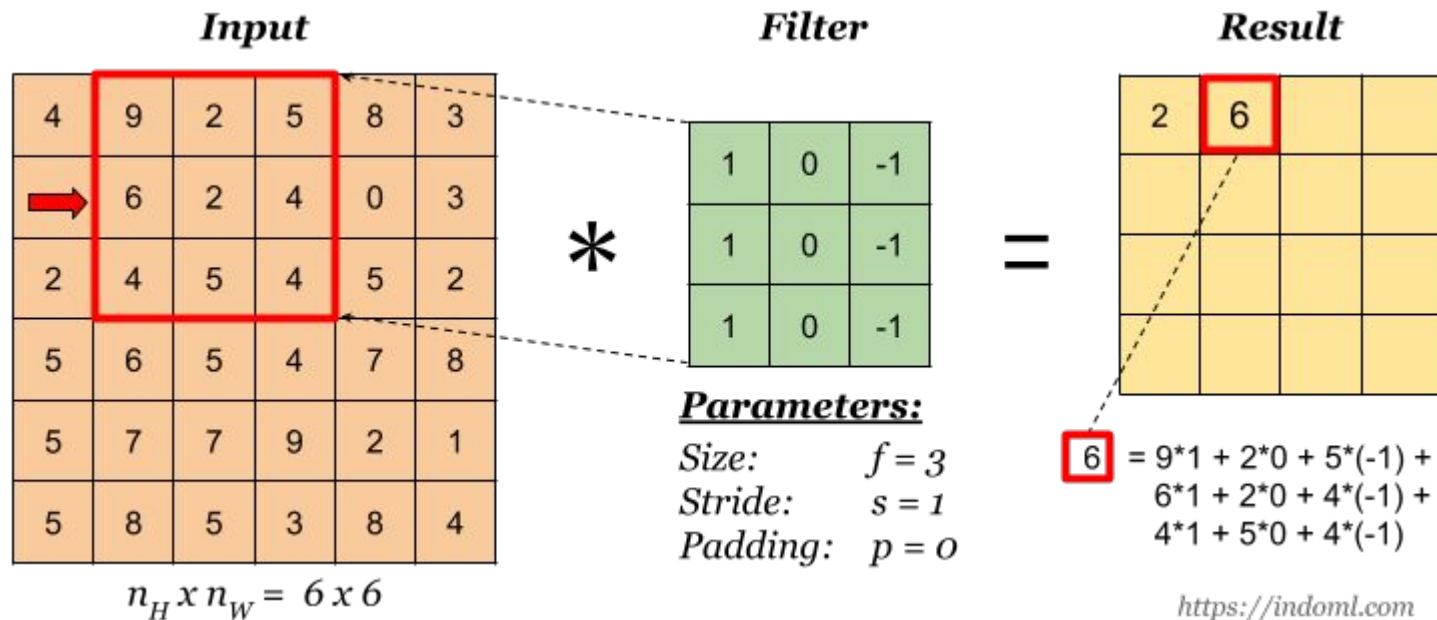 Input
Filter
Result
4 9 2 5 8 3
6 2 4 0 3
2 4 5 4 5 2
5 6 5 4 7 8
5 7 7 9 2 1
5 8 5 3 8 4
n_H x n_W = 6 x 6
*
1 0 -1
1 0 -1
1 0 -1
Parameters:
Size: f = 3
Stride: s = 1
Padding: p = 0
=
2 6
6 = 9*1 + 2*0 + 5*(-1) +
6*1 + 2*0 + 4*(-1) +
4*1 + 5*0 + 4*(-1)
https://indoml.com